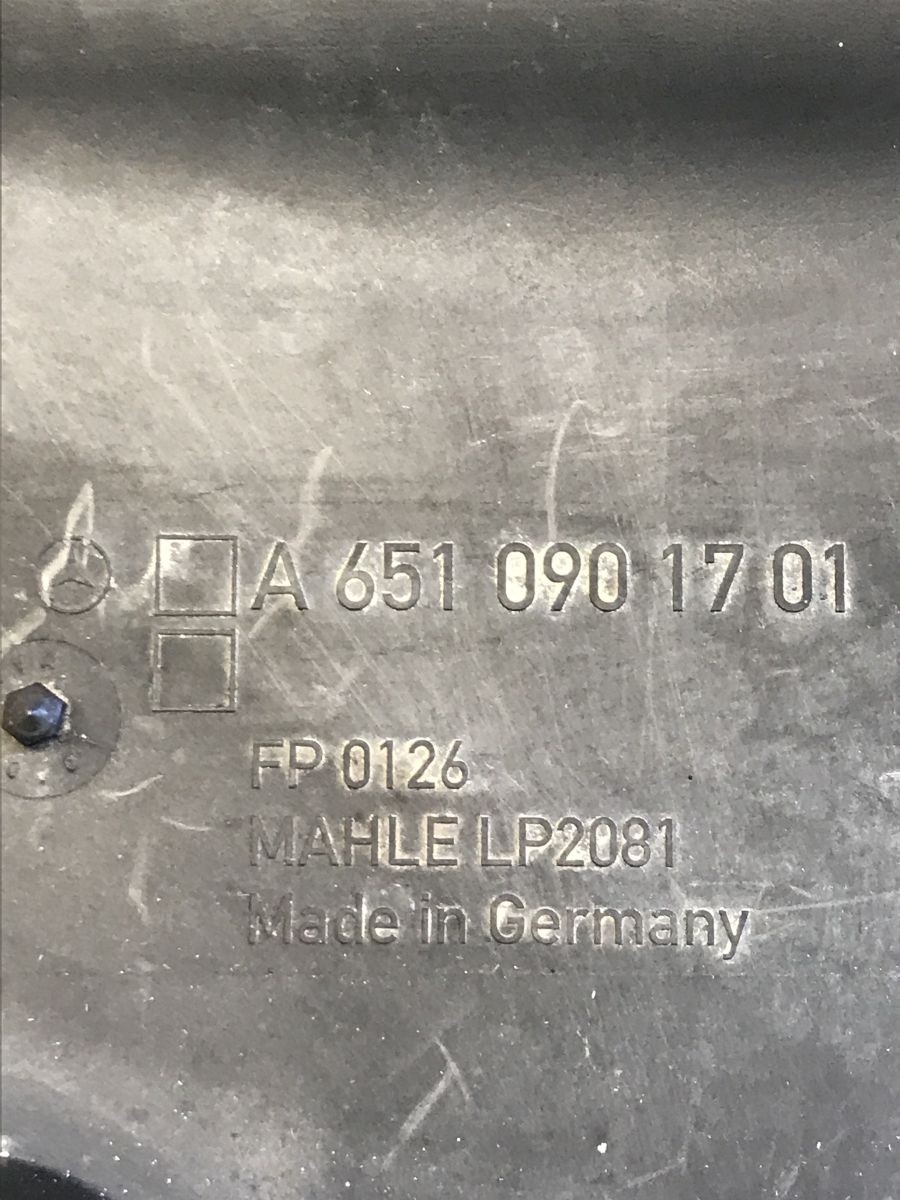 A 651 090 17 01
FP 0126
MAHLE LP2081
Made in Germany